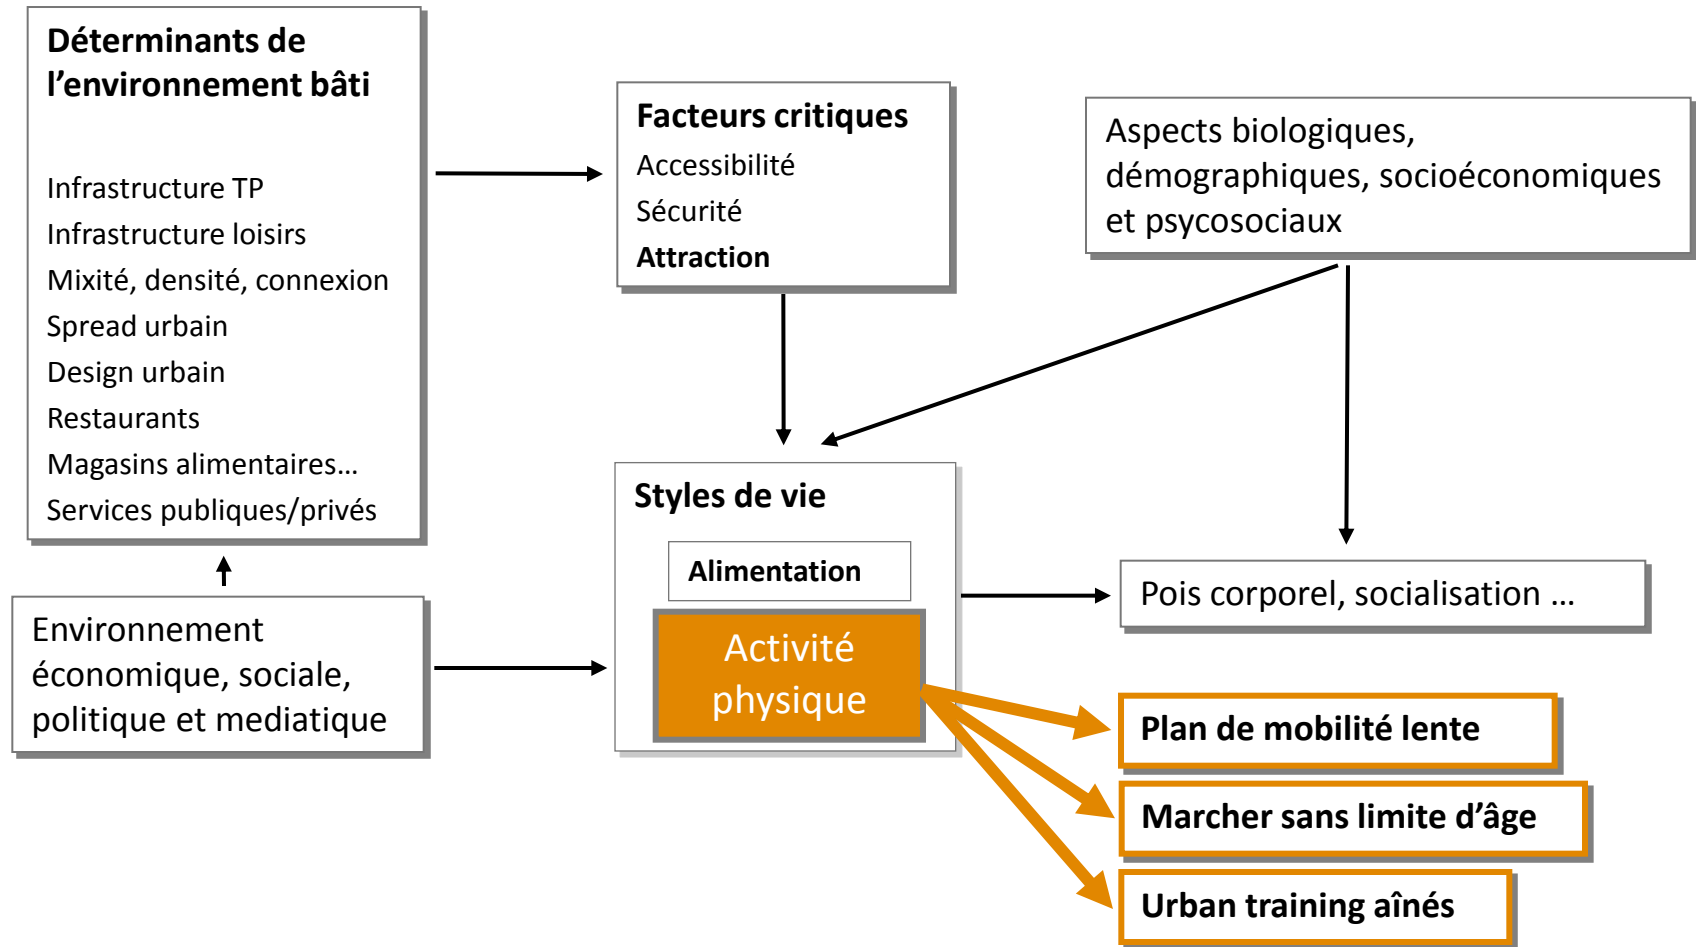 Déterminants de
l’environnement bâti
Infrastructure TP
Infrastructure loisirs
Mixité, densité, connexion
Spread urbain
Design urbain
Restaurants
Magasins alimentaires…
Services publiques/privés
Facteurs critiques
Accessibilité
Sécurité
Attraction
Aspects biologiques,
démographiques, socioéconomiques
et psycosociaux
Environnement
économique, sociale,
politique et mediatique
Styles de vie
Alimentation
Activité
physique
Pois corporel, socialisation …
Plan de mobilité lente
Marcher sans limite d’âge
Urban training aînés